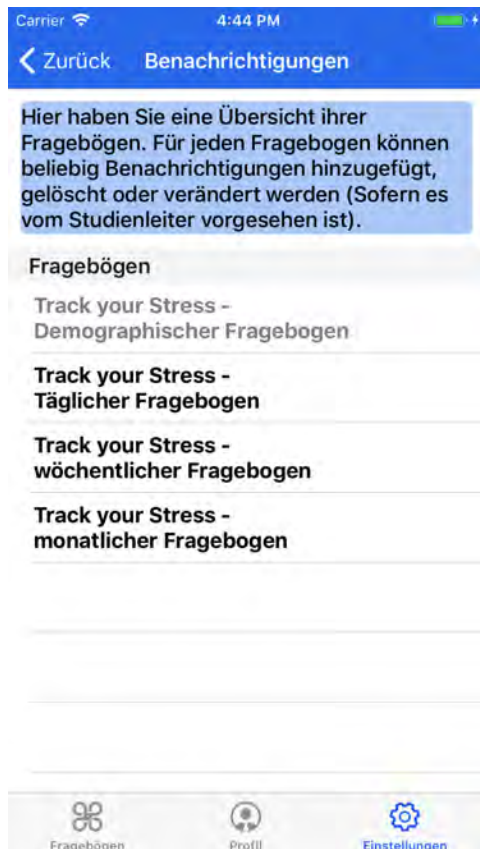 Carrier 4:44 PM
Zurück Benachrichtigungen
Hier haben Sie eine Übersicht ihrer
Fragebögen. Für jeden Fragebogen können
beliebig Benachrichtigungen hinzugefügt,
gelöscht oder verändert werden (Sofern es
vom Studienleiter vorgesehen ist).
Fragebögen
Track your Stress -
Demographischer Fragebogen
Track your Stress -
Täglicher Fragebogen
Track your Stress -
wöchentlicher Fragebogen
Track your Stress -
monatlicher Fragebogen
Fragebögen Profil Einstellungen